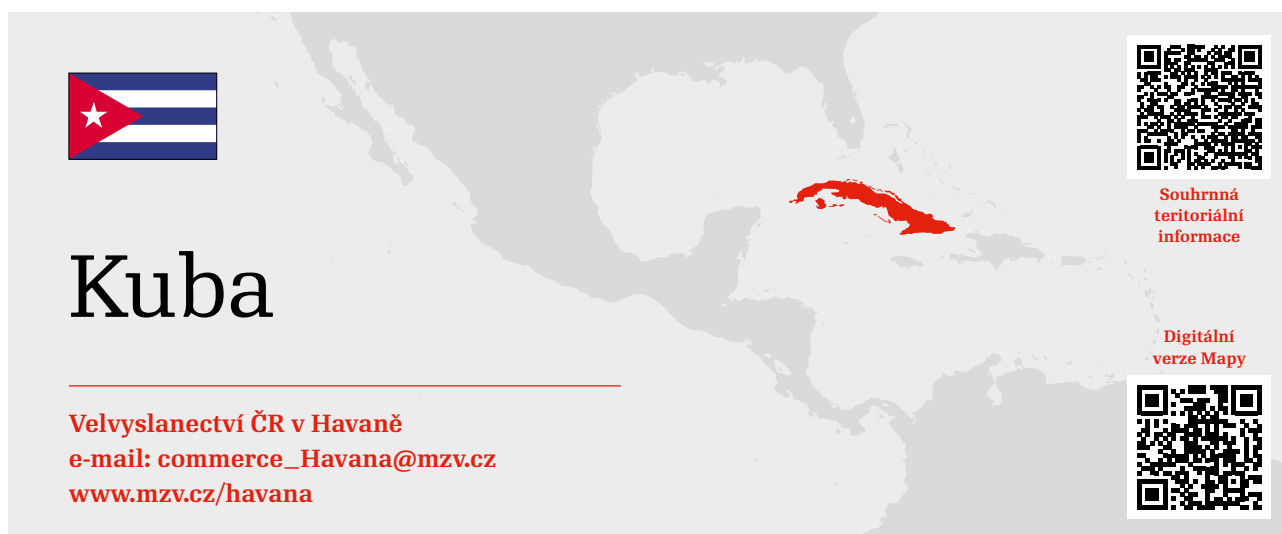 Kuba
Velvyslanectví ČR v Havaně
e-mail: commerce_Havana@mzv.cz
www.mzv.cz/havana
Souhrnná
teritoriální
informace
Digitální
verze Mapy